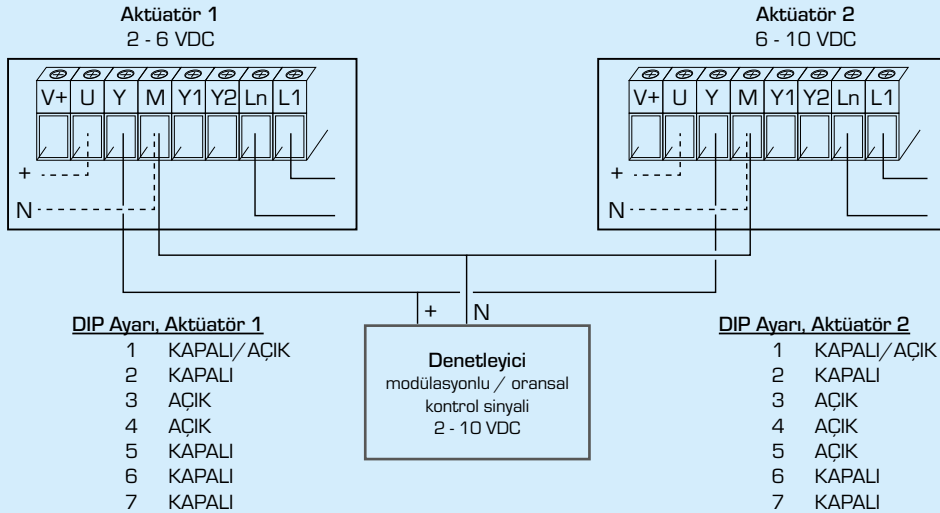 Aktüatör 1
2 - 6 VDC
V+ U Y M Y1 Y2 Ln L1
+
N
Aktüatör 2
6 - 10 VDC
V+ U Y M Y1 Y2 Ln L1
+
N
+ N
Denetleyici
modülasyonlu / oransal
kontrol sinyali
2 - 10 VDC
DIP Ayarı, Aktüatör 1
1 KAPALI/AÇIK
2 KAPALI
3 AÇIK
4 AÇIK
5 KAPALI
6 KAPALI
7 KAPALI
DIP Ayarı, Aktüatör 2
1 KAPALI/AÇIK
2 KAPALI
3 AÇIK
4 AÇIK
5 AÇIK
6 KAPALI
7 KAPALI